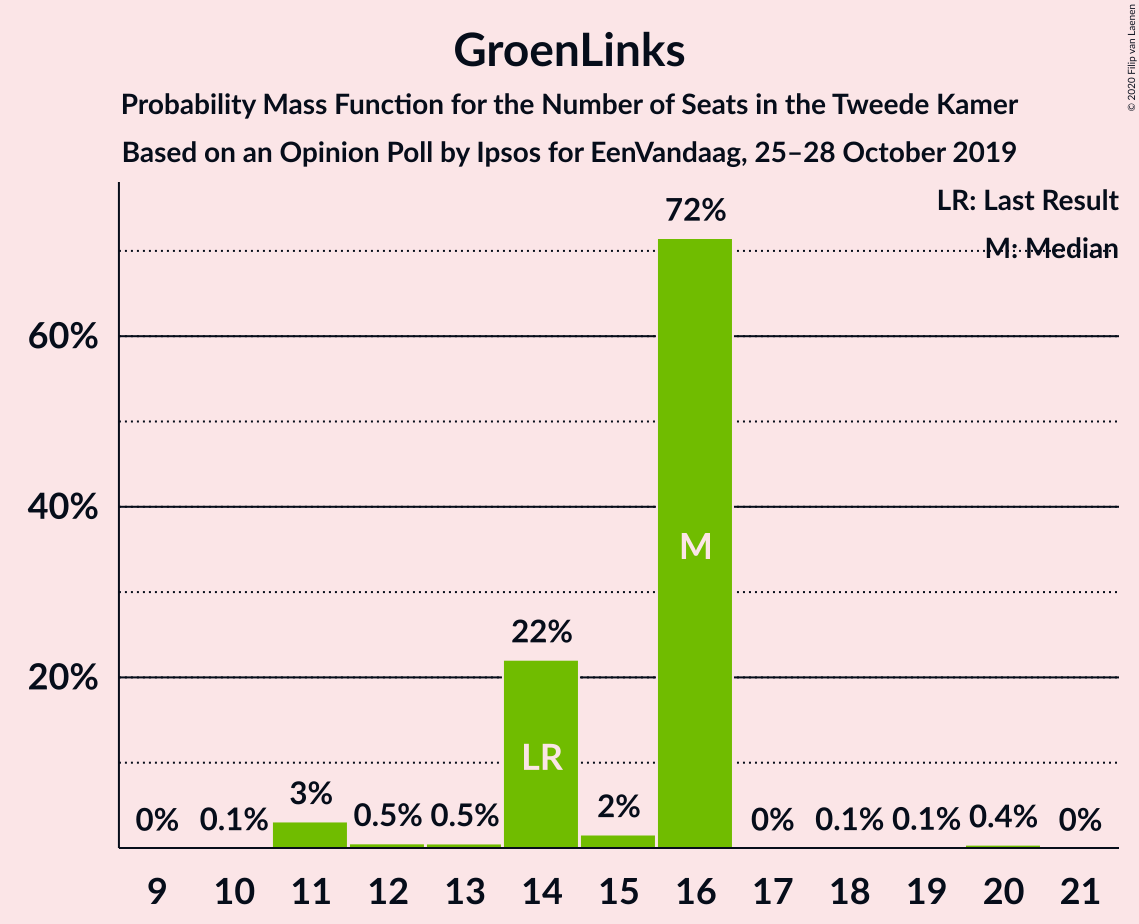 © 2020 Filip van Laenen
GroenLinks
Probability Mass Function for the Number of Seats in the Tweede Kamer
Based on an Opinion Poll by Ipsos for EenVandaag, 25–28 October 2019
LR: Last Result
M: Median
60%
40%
20%
0%
0.1%
3%
0.5%
0.5%
22%
2%
72%
0%
0.1%
0.1%
0.4%
0%
LR
M
9 10 11 12 13 14 15 16 17 18 19 20 21